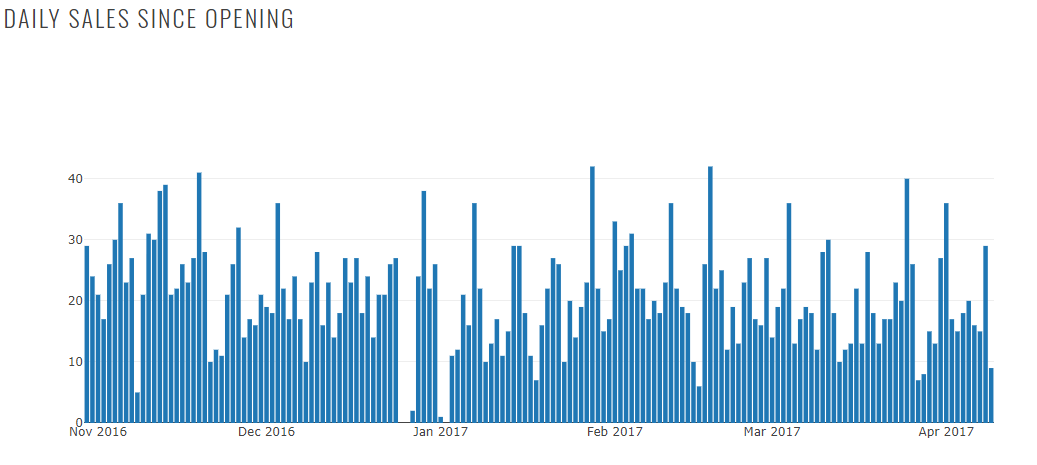 DAILY SALES SINCE OPENING
40
30
20
10
0
Nov 2016 Dec 2016 Jan 2017 Feb 2017 Mar 2017 Apr 2017